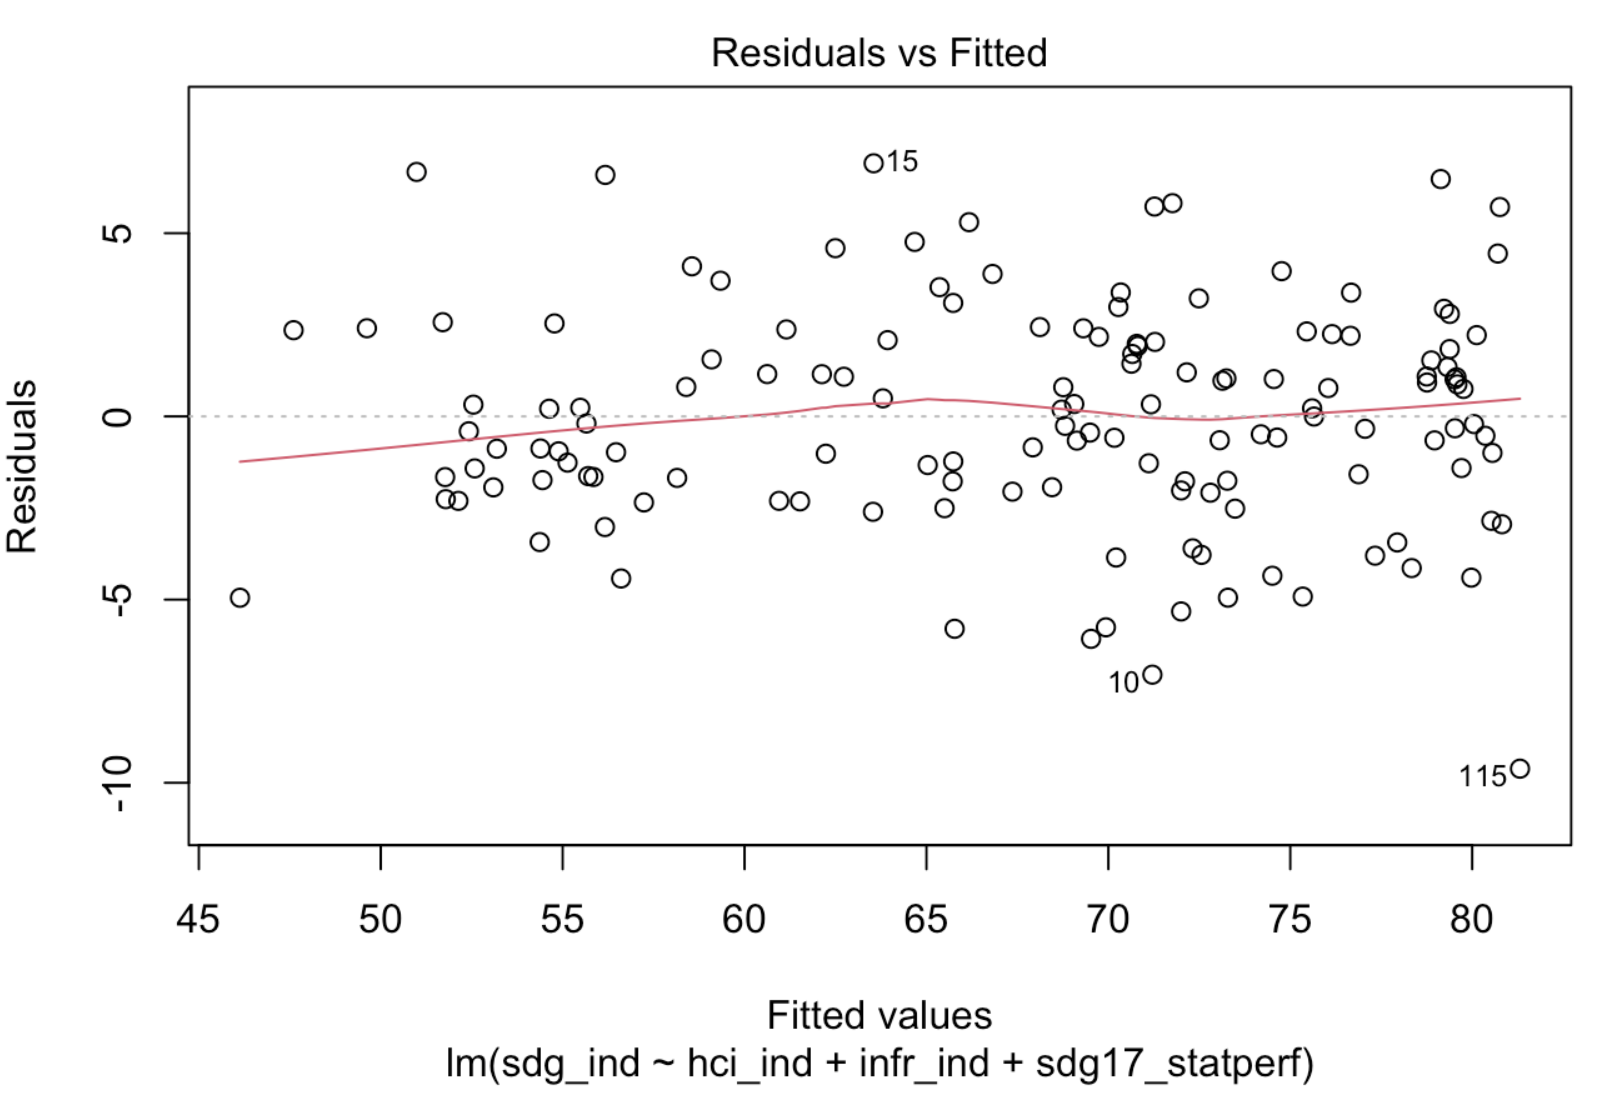 Residuals vs Fitted
Residuals
5
0
-5
-10
15
10
115
45 50 55 60 65 70 75 80
Fitted values
lm(sdg_ind ~ hci_ind + infr_ind + sdg17_statperf)